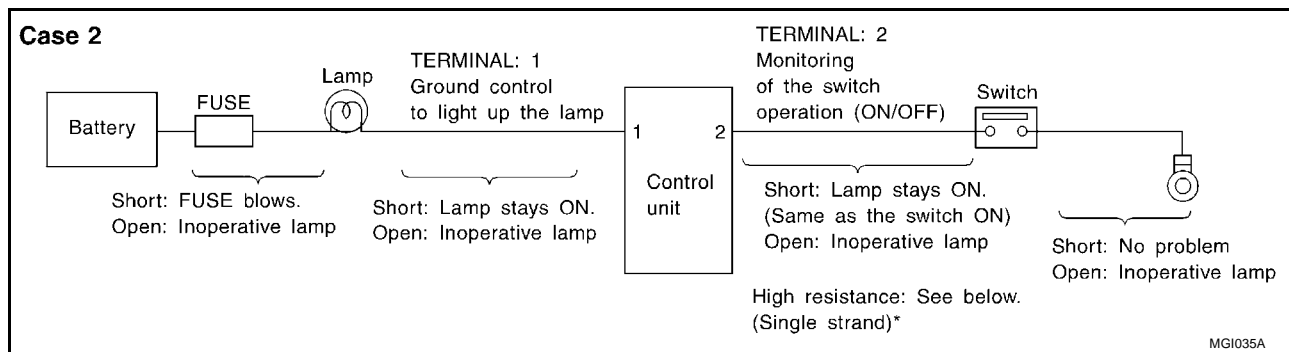 Case 2
Battery
FUSE
Lamp
TERMINAL: 1
Ground control
to light up the lamp
TERMINAL: 2
Monitoring
of the switch
operation (ON/OFF)
Switch
1
2
Control
unit
Short: FUSE blows.
Open: Inoperative lamp
Short: Lamp stays ON.
Open: Inoperative lamp
Short: Lamp stays ON.
(Same as the switch ON)
Open: Inoperative lamp
High resistance: See below.
(Single strand)*
Short: No problem
Open: Inoperative lamp
MGI035A